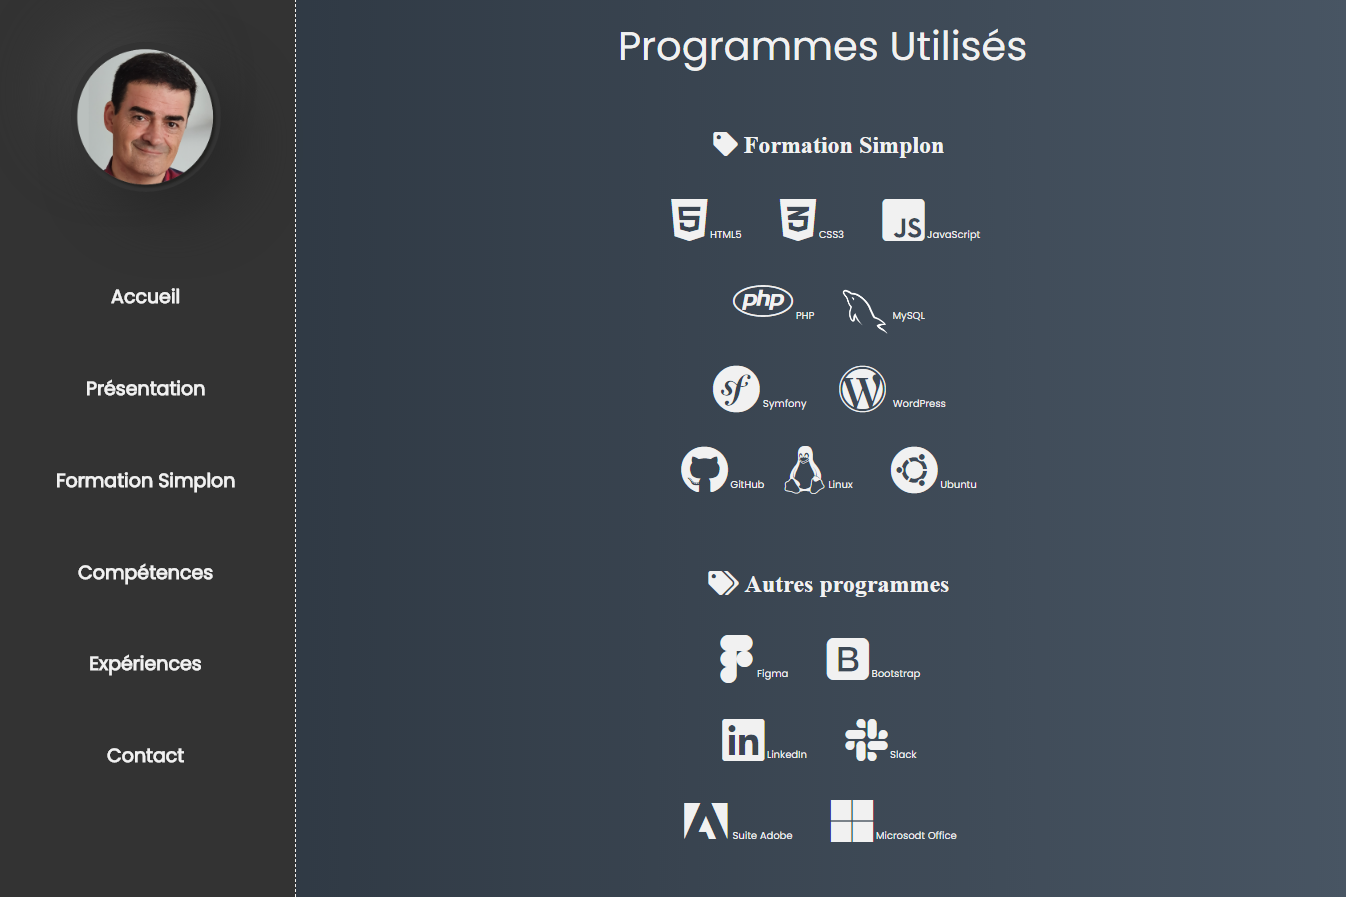 Programmes Utilisés
Formation Simplon
HTML5 CSS3 JS JavaScript
php PHP MySQL
sf Symfony W WordPress
GitHub Linux Ubuntu
Autres programmes
Figma B Bootstrap
in LinkedIn Slack
Suite Adobe Microsodt Office
Accueil
Présentation
Formation Simplon
Compétences
Expériences
Contact